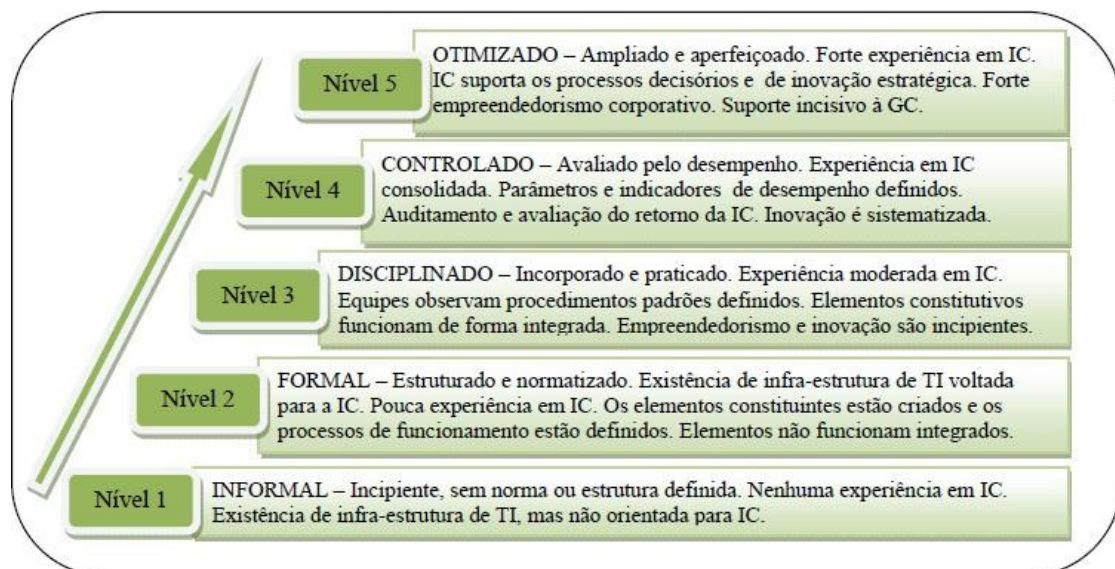 Nível 5
OTIMIZADO – Ampliado e aperfeiçoado. Forte experiência em IC.
IC suporta os processos decisórios e de inovação estratégica. Forte
empreendedorismo corporativo. Suporte incisivo à GC.
Nível 4
CONTROLADO – Avaliado pelo desempenho. Experiência em IC
consolidada. Parâmetros e indicadores de desempenho definidos.
Auditamento e avaliação do retorno da IC. Inovação é sistematizada.
Nível 3
DISCIPLINADO – Incorporado e praticado. Experiência moderada em IC.
Equipes observam procedimentos padrões definidos. Elementos constitutivos
funcionam de forma integrada. Empreendedorismo e inovação são incipientes.
Nível 2
FORMAL – Estruturado e normatizado. Existência de infra-estrutura de TI voltada
para a IC. Pouca experiência em IC. Os elementos constituintes estão criados e os
processos de funcionamento estão definidos. Elementos não funcionam integrados.
Nível 1
INFORMAL – Incipiente, sem norma ou estrutura definida. Nenhuma experiência em IC.
Existência de infra-estrutura de TI, mas não orientada para IC.